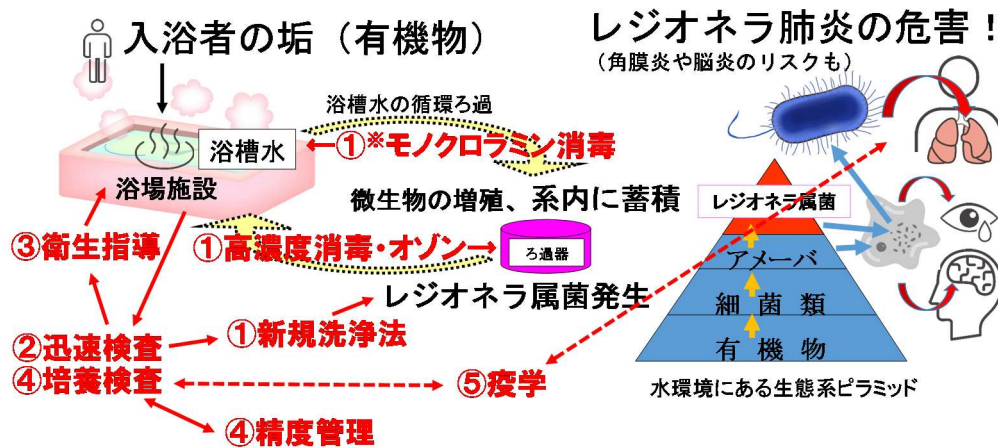 入浴者の垢（有機物）
レジオネラ肺炎の危害！
（角膜炎や脳炎のリスクも）
浴槽水の循環ろ過
浴槽水
①※モノクロラミン消毒
浴場施設
微生物の増殖、系内に蓄積
レジオネラ属菌
③衛生指導
①高濃度消毒・オゾン
ろ過器
アメーバ
レジオネラ属菌発生
細菌類
②迅速検査
①新規洗浄法
有機物
④培養検査
⑤疫学
水環境にある生態系ピラミッド
④精度管理